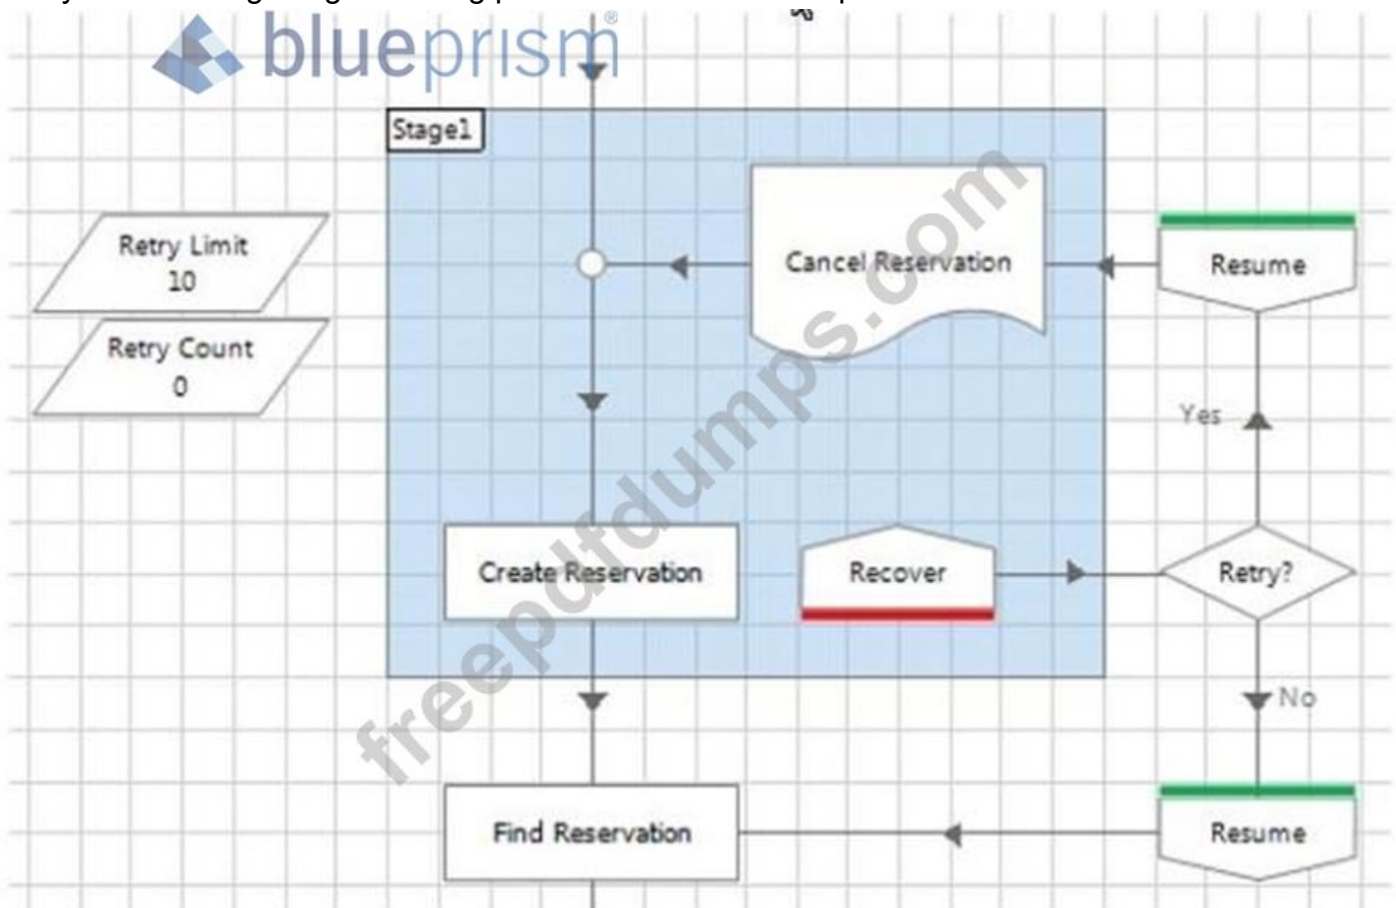 blueprism®
Stage1
Retry Limit
10
Cancel Reservation
Resume
Retry Count
0
Yes
Create Reservation
Recover
Retry?
No
Find Reservation
Resume
freepdfdumps.com